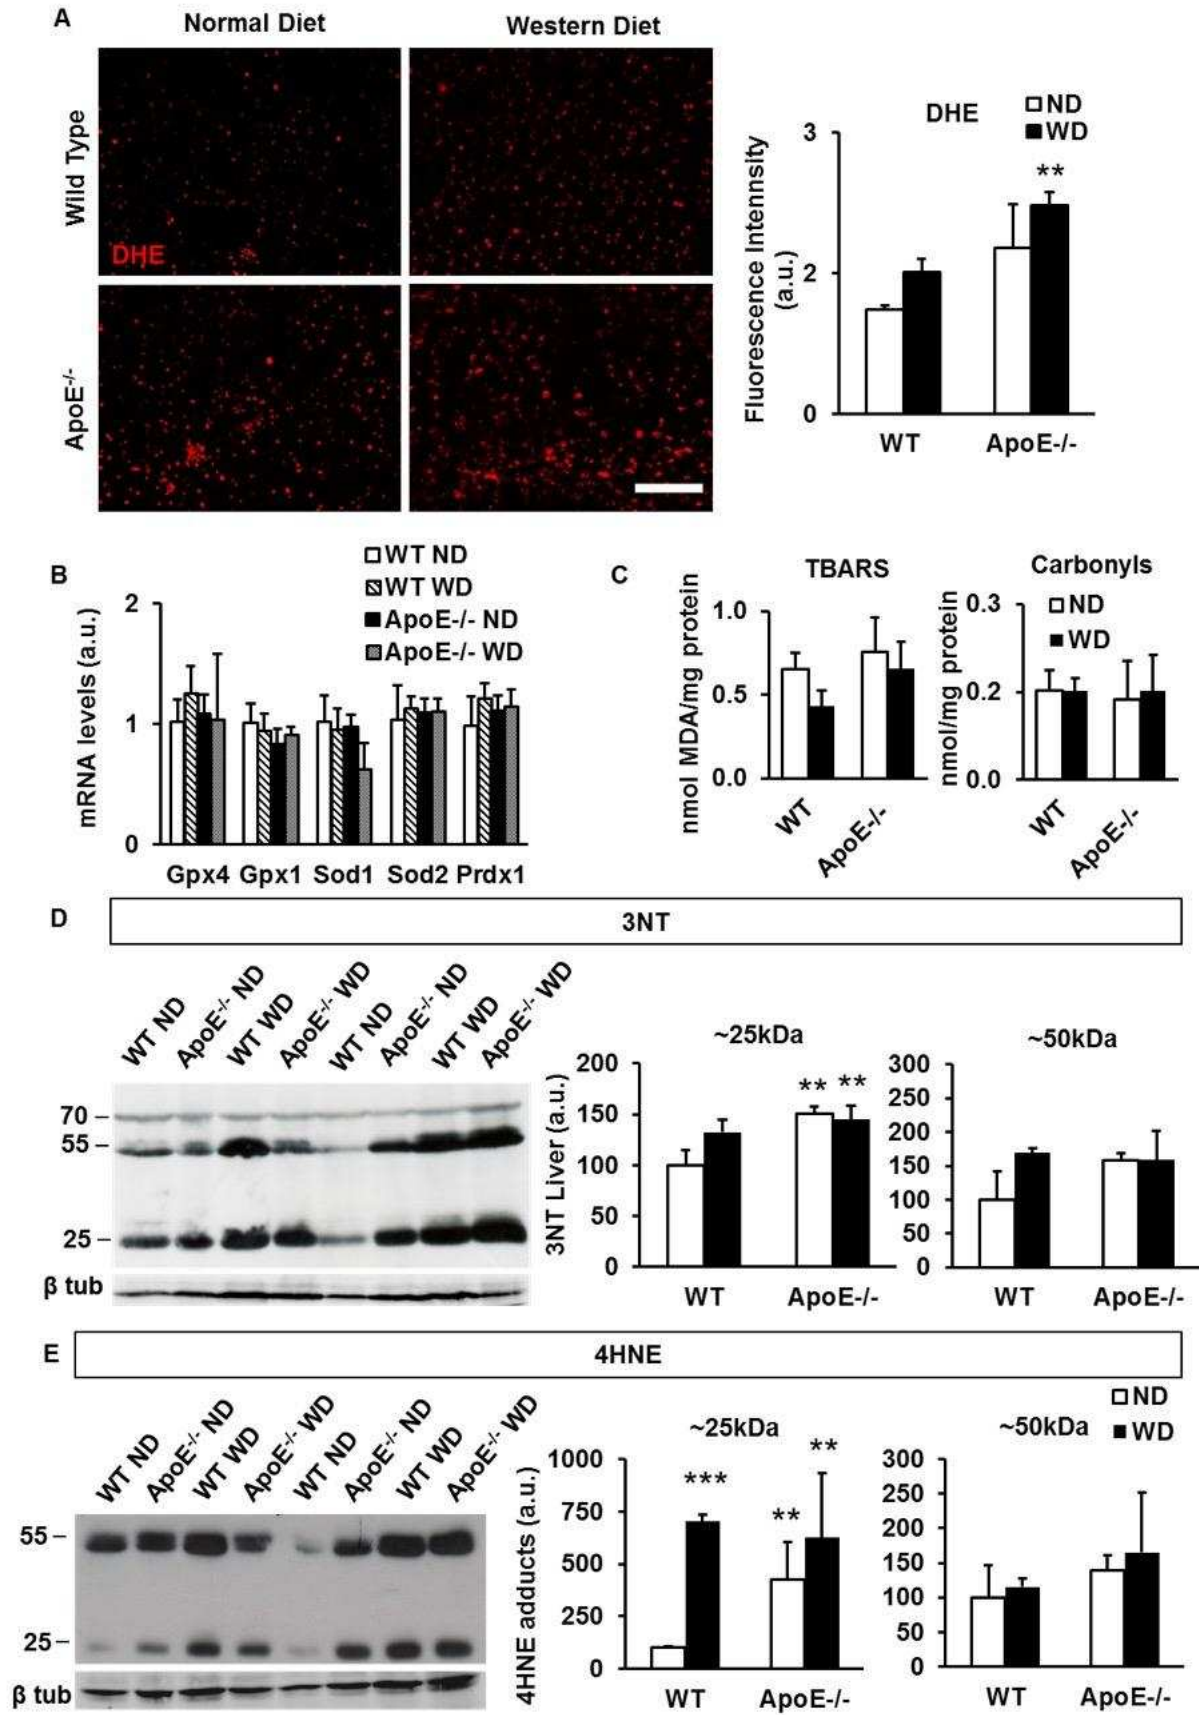 A
Normal Diet
Western Diet
Wild Type
DHE
ApoE-/-
DHE
ND
WD
Fluorescence Intennsity
(a.u.)
3
2
2
0
**
WT
ApoE-/-
B
WT ND
WT WD
ApoE-/- ND
ApoE-/- WD
mRNA levels (a.u.)
2
1
0
Gpx4 Gpx1 Sod1 Sod2 Prdx1
C
TBARS
nmol MDA/mg protein
1.0
0.5
0.0
WT
ApoE-/-
Carbonyls
ND
WD
nmol/mg protein
0.3
0.2
0.0
WT
ApoE-/-
D
3NT
WT ND
ApoE-/- ND
WT WD
ApoE-/- WD
WT ND
ApoE-/- ND
WT WD
ApoE-/- WD
70
55
25
β tub
~25kDa
3NT Liver (a.u.)
200
150
100
50
0
** **
WT
ApoE-/-
~50kDa
300
250
200
150
100
50
0
WT
ApoE-/-
E
4HNE
WT ND
ApoE-/- ND
WT WD
ApoE-/- WD
WT ND
ApoE-/- ND
WT WD
ApoE-/- WD
55
25
β tub
~25kDa
4HNE adducts (a.u.)
1000
750
500
250
0
***
**
**
WT
ApoE-/-
~50kDa
ND
WD
300
250
200
150
100
50
0
WT
ApoE-/-